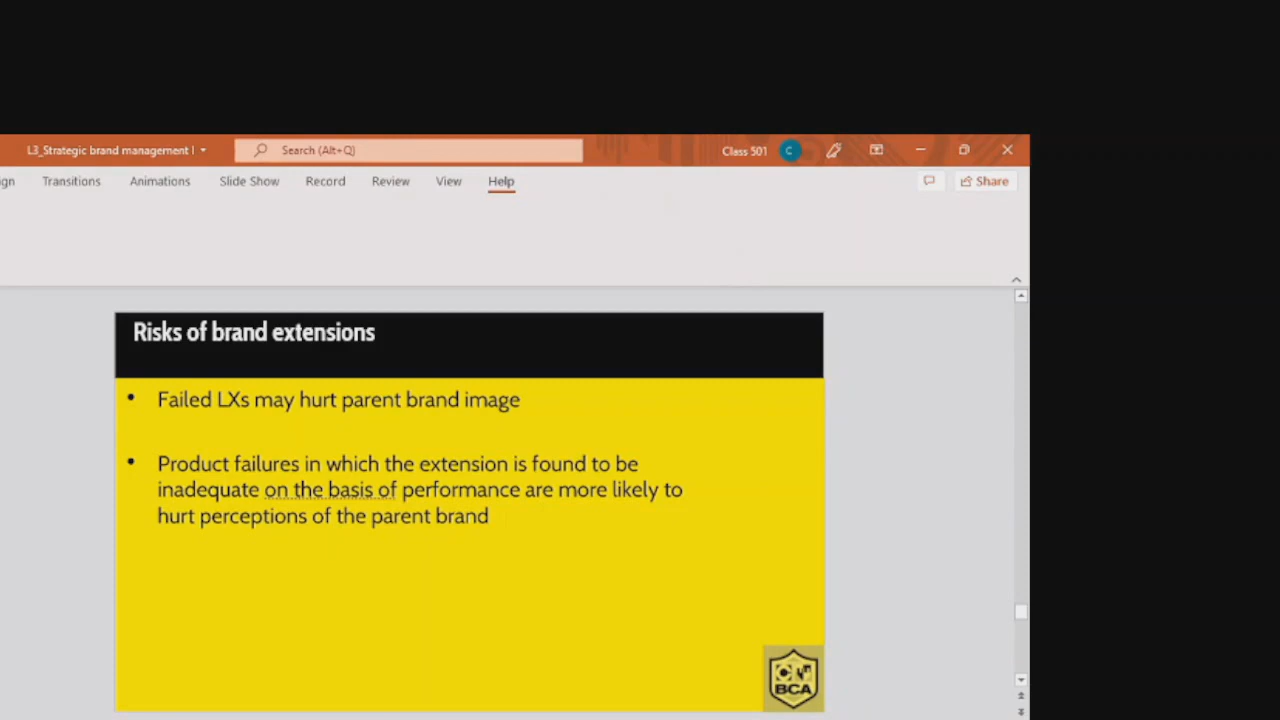 L3_Strategic brand management
Search (Alt+Q)
Class 501
C
gn
Transitions
Animations
Slide Show
Record
Review
View
Help
Share
Risks of brand extensions
• Failed LXs may hurt parent brand image
• Product failures in which the extension is found to be
inadequate on the basis of performance are more likely to
hurt perceptions of the parent brand
BCA